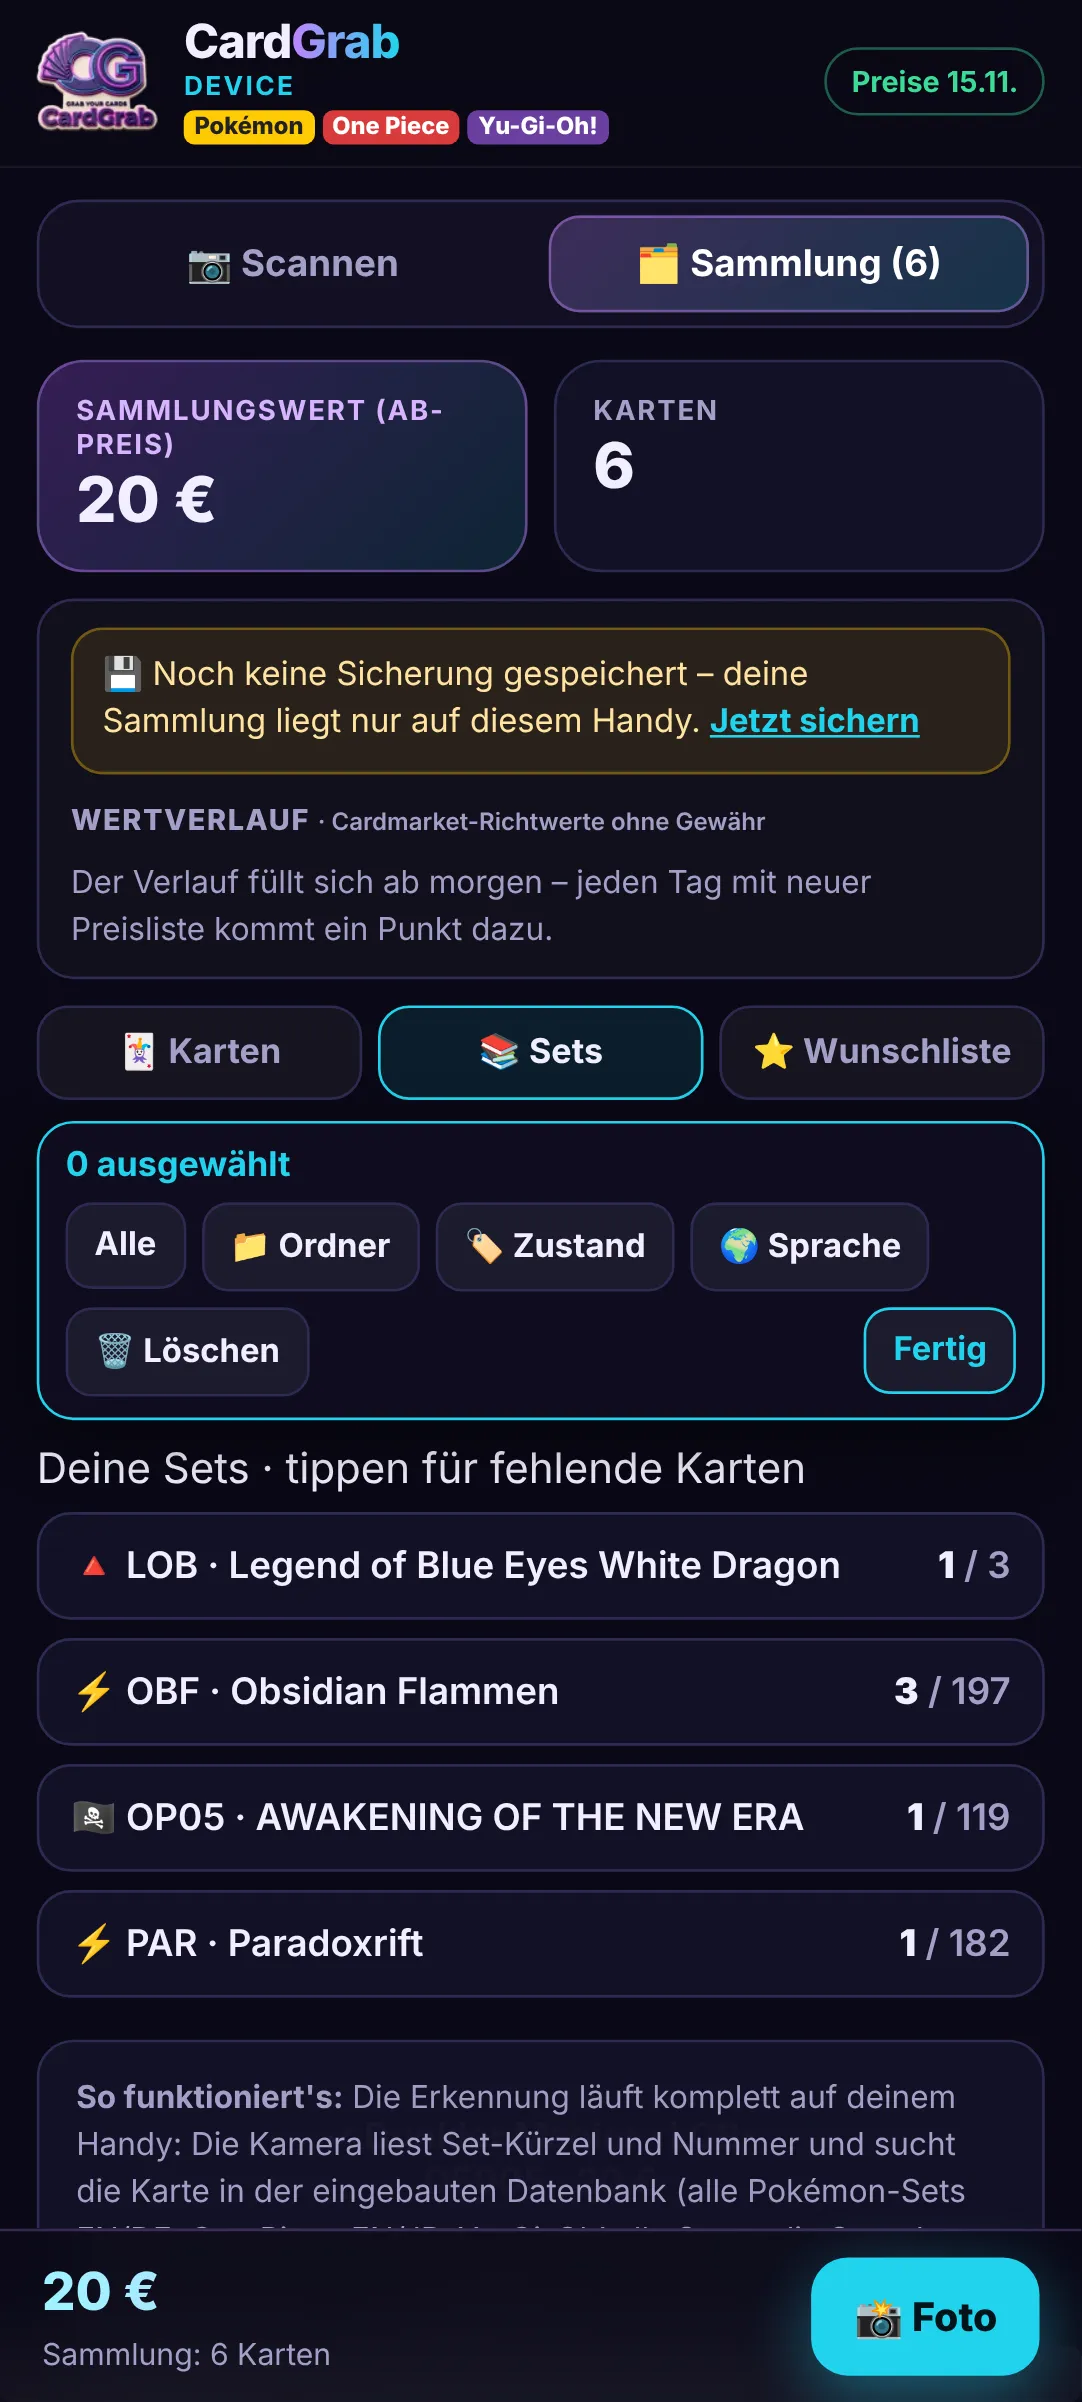 CardGrab
DEVICE
Pokémon One Piece Yu-Gi-Oh!
GRAB YOUR CARDS
CardGrab
Preise 15.11.
📷 Scannen
🗂️ Sammlung (6)
SAMMLUNGSWERT (AB-
PREIS)
20 €
KARTEN
6
💾 Noch keine Sicherung gespeichert – deine
Sammlung liegt nur auf diesem Handy. Jetzt sichern
WERTVERLAUF · Cardmarket-Richtwerte ohne Gewähr
Der Verlauf füllt sich ab morgen – jeden Tag mit neuer
Preisliste kommt ein Punkt dazu.
🃏 Karten
📚 Sets
⭐ Wunschliste
0 ausgewählt
Alle
📁 Ordner
🏷️ Zustand
🌍 Sprache
🗑️ Löschen
Fertig
Deine Sets · tippen für fehlende Karten
🔺 LOB · Legend of Blue Eyes White Dragon 1 / 3
⚡ OBF · Obsidian Flammen 3 / 197
🏴‍☠️ OP05 · AWAKENING OF THE NEW ERA 1 / 119
⚡ PAR · Paradoxrift 1 / 182
So funktioniert's: Die Erkennung läuft komplett auf deinem
Handy: Die Kamera liest Set-Kürzel und Nummer und sucht
die Karte in der eingebauten Datenbank (alle Pokémon-Sets
20 €
Sammlung: 6 Karten
📸 Foto